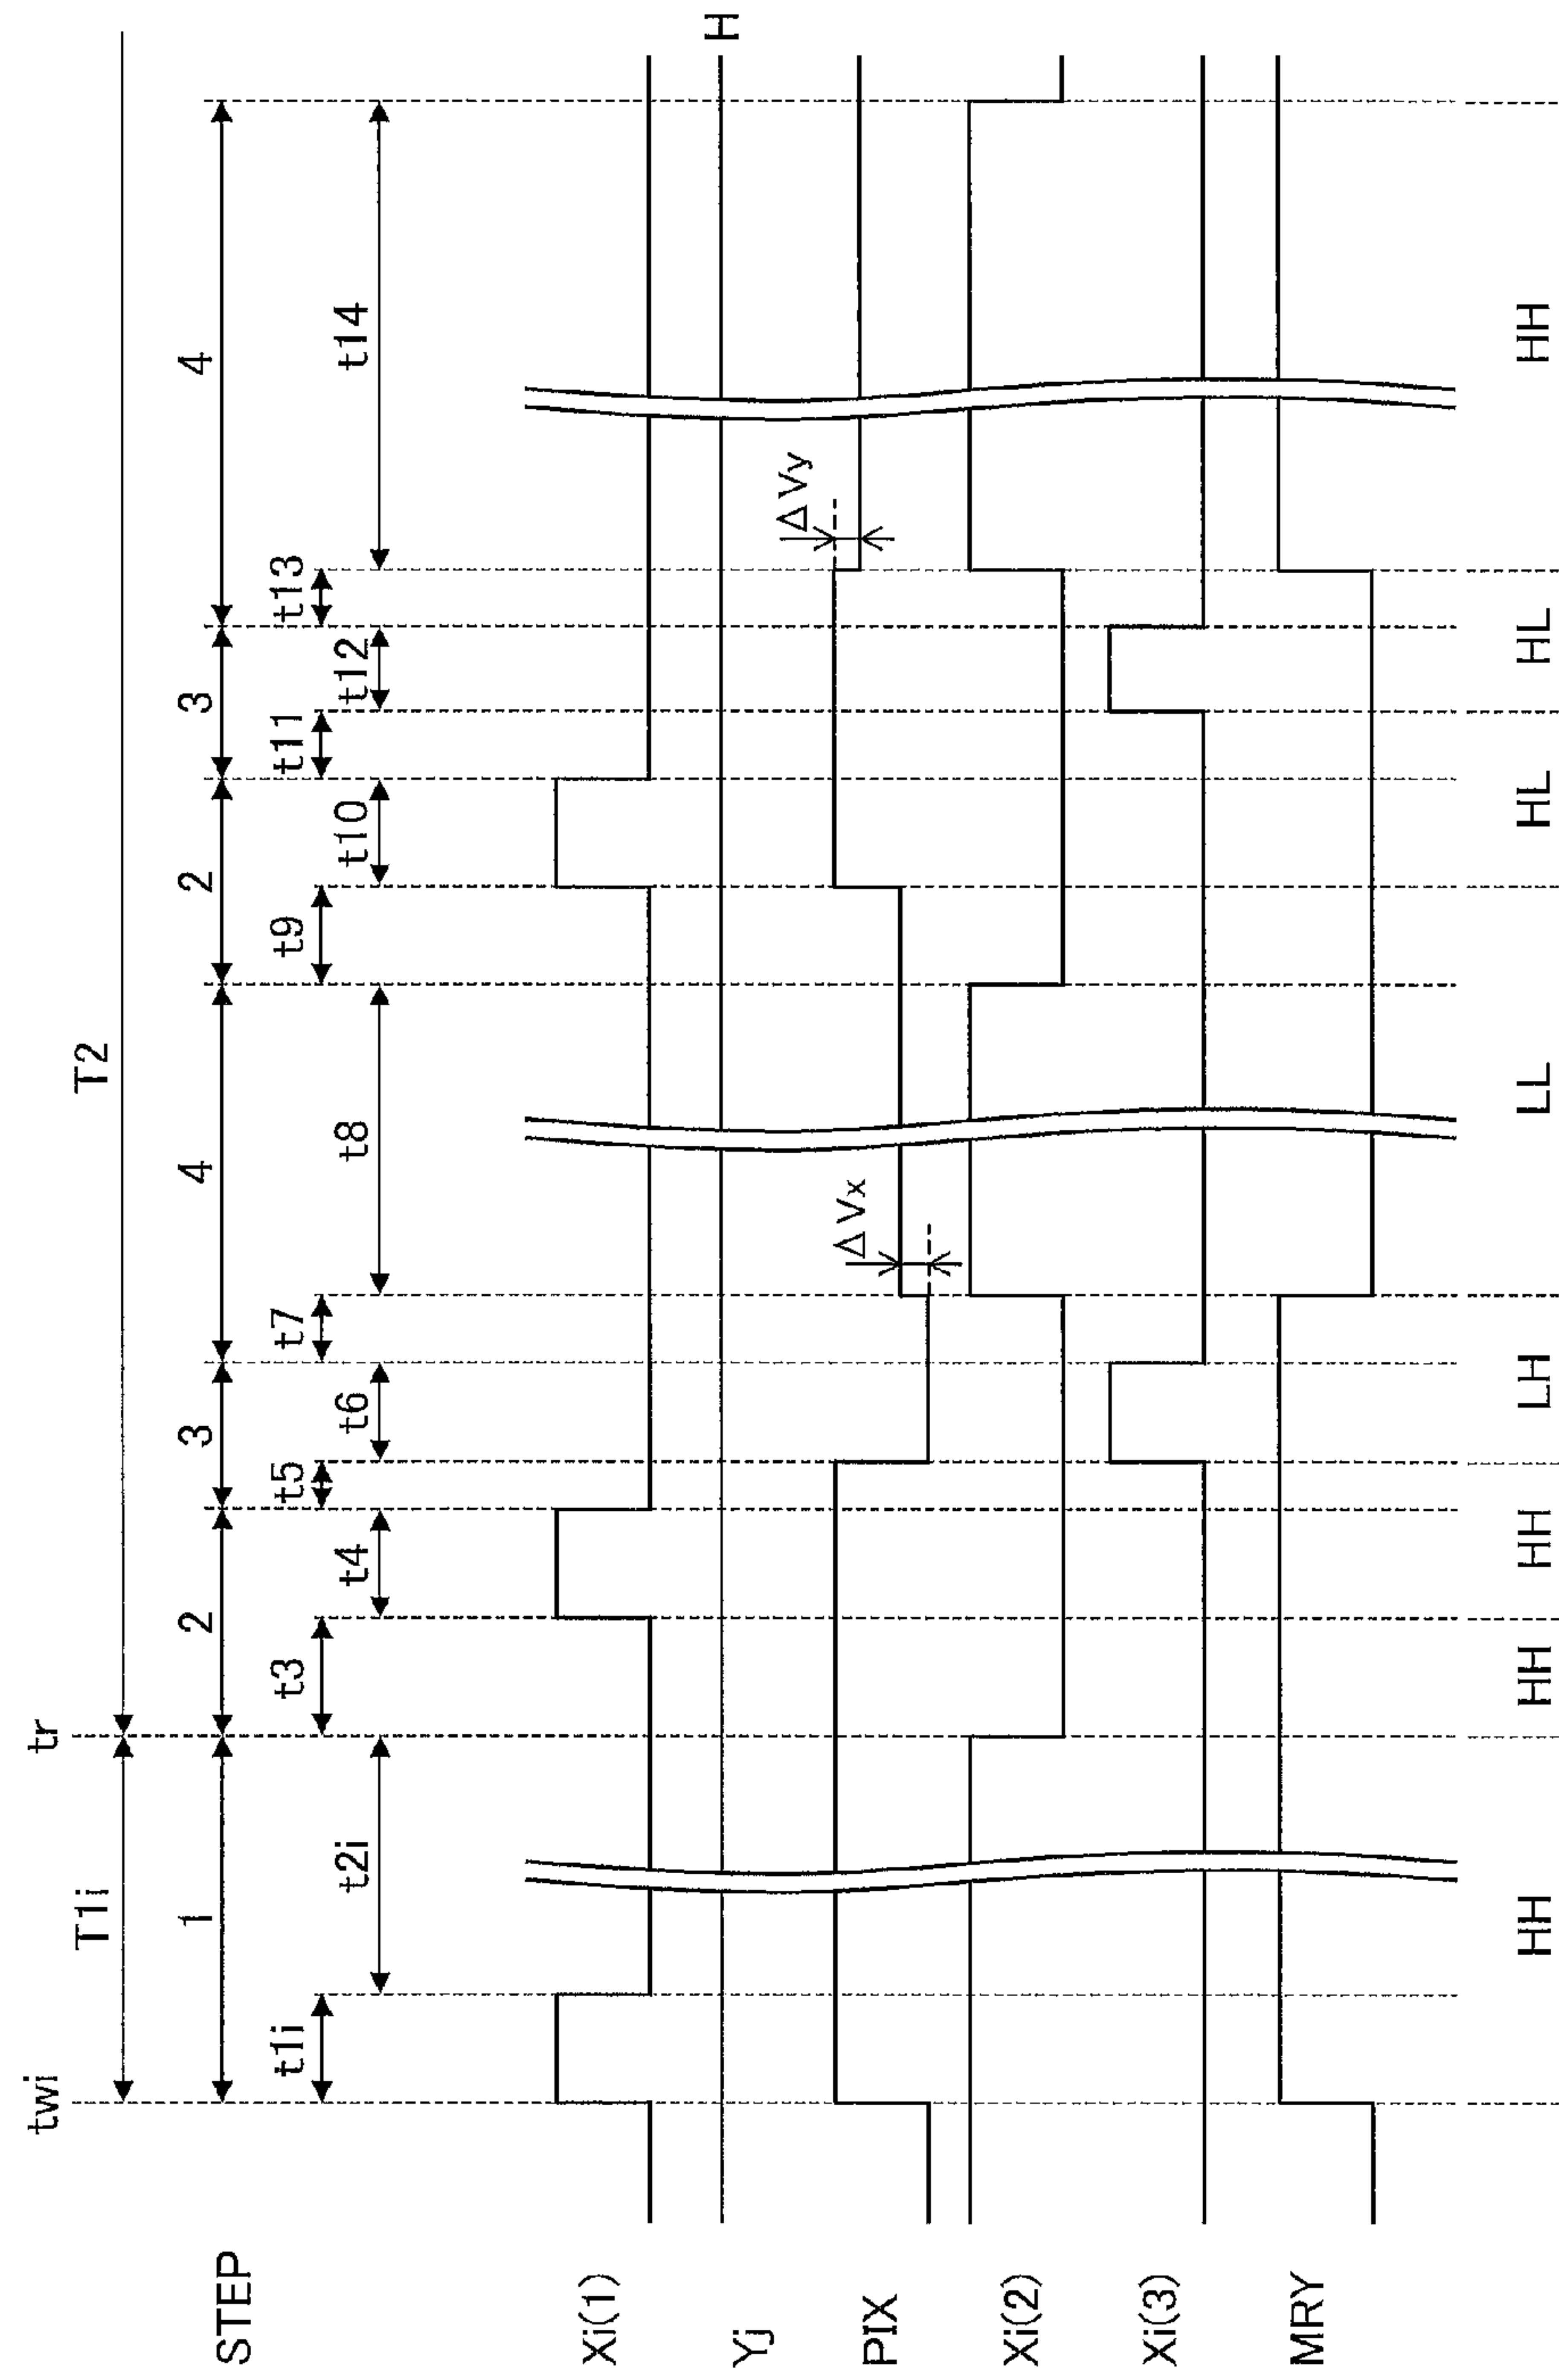 twi tr
T1i T2
STEP 1 2 3 4 2 3 4
t1i t3 t5 t7 t9 t11 t13
t2i t4 t6 t8 t10 t12 t14
Xi(1)
Yj H
PIX ΔVx ΔVy
Xi(2)
Xi(3)
MRY
HH HH HH LH LL HL HL HH